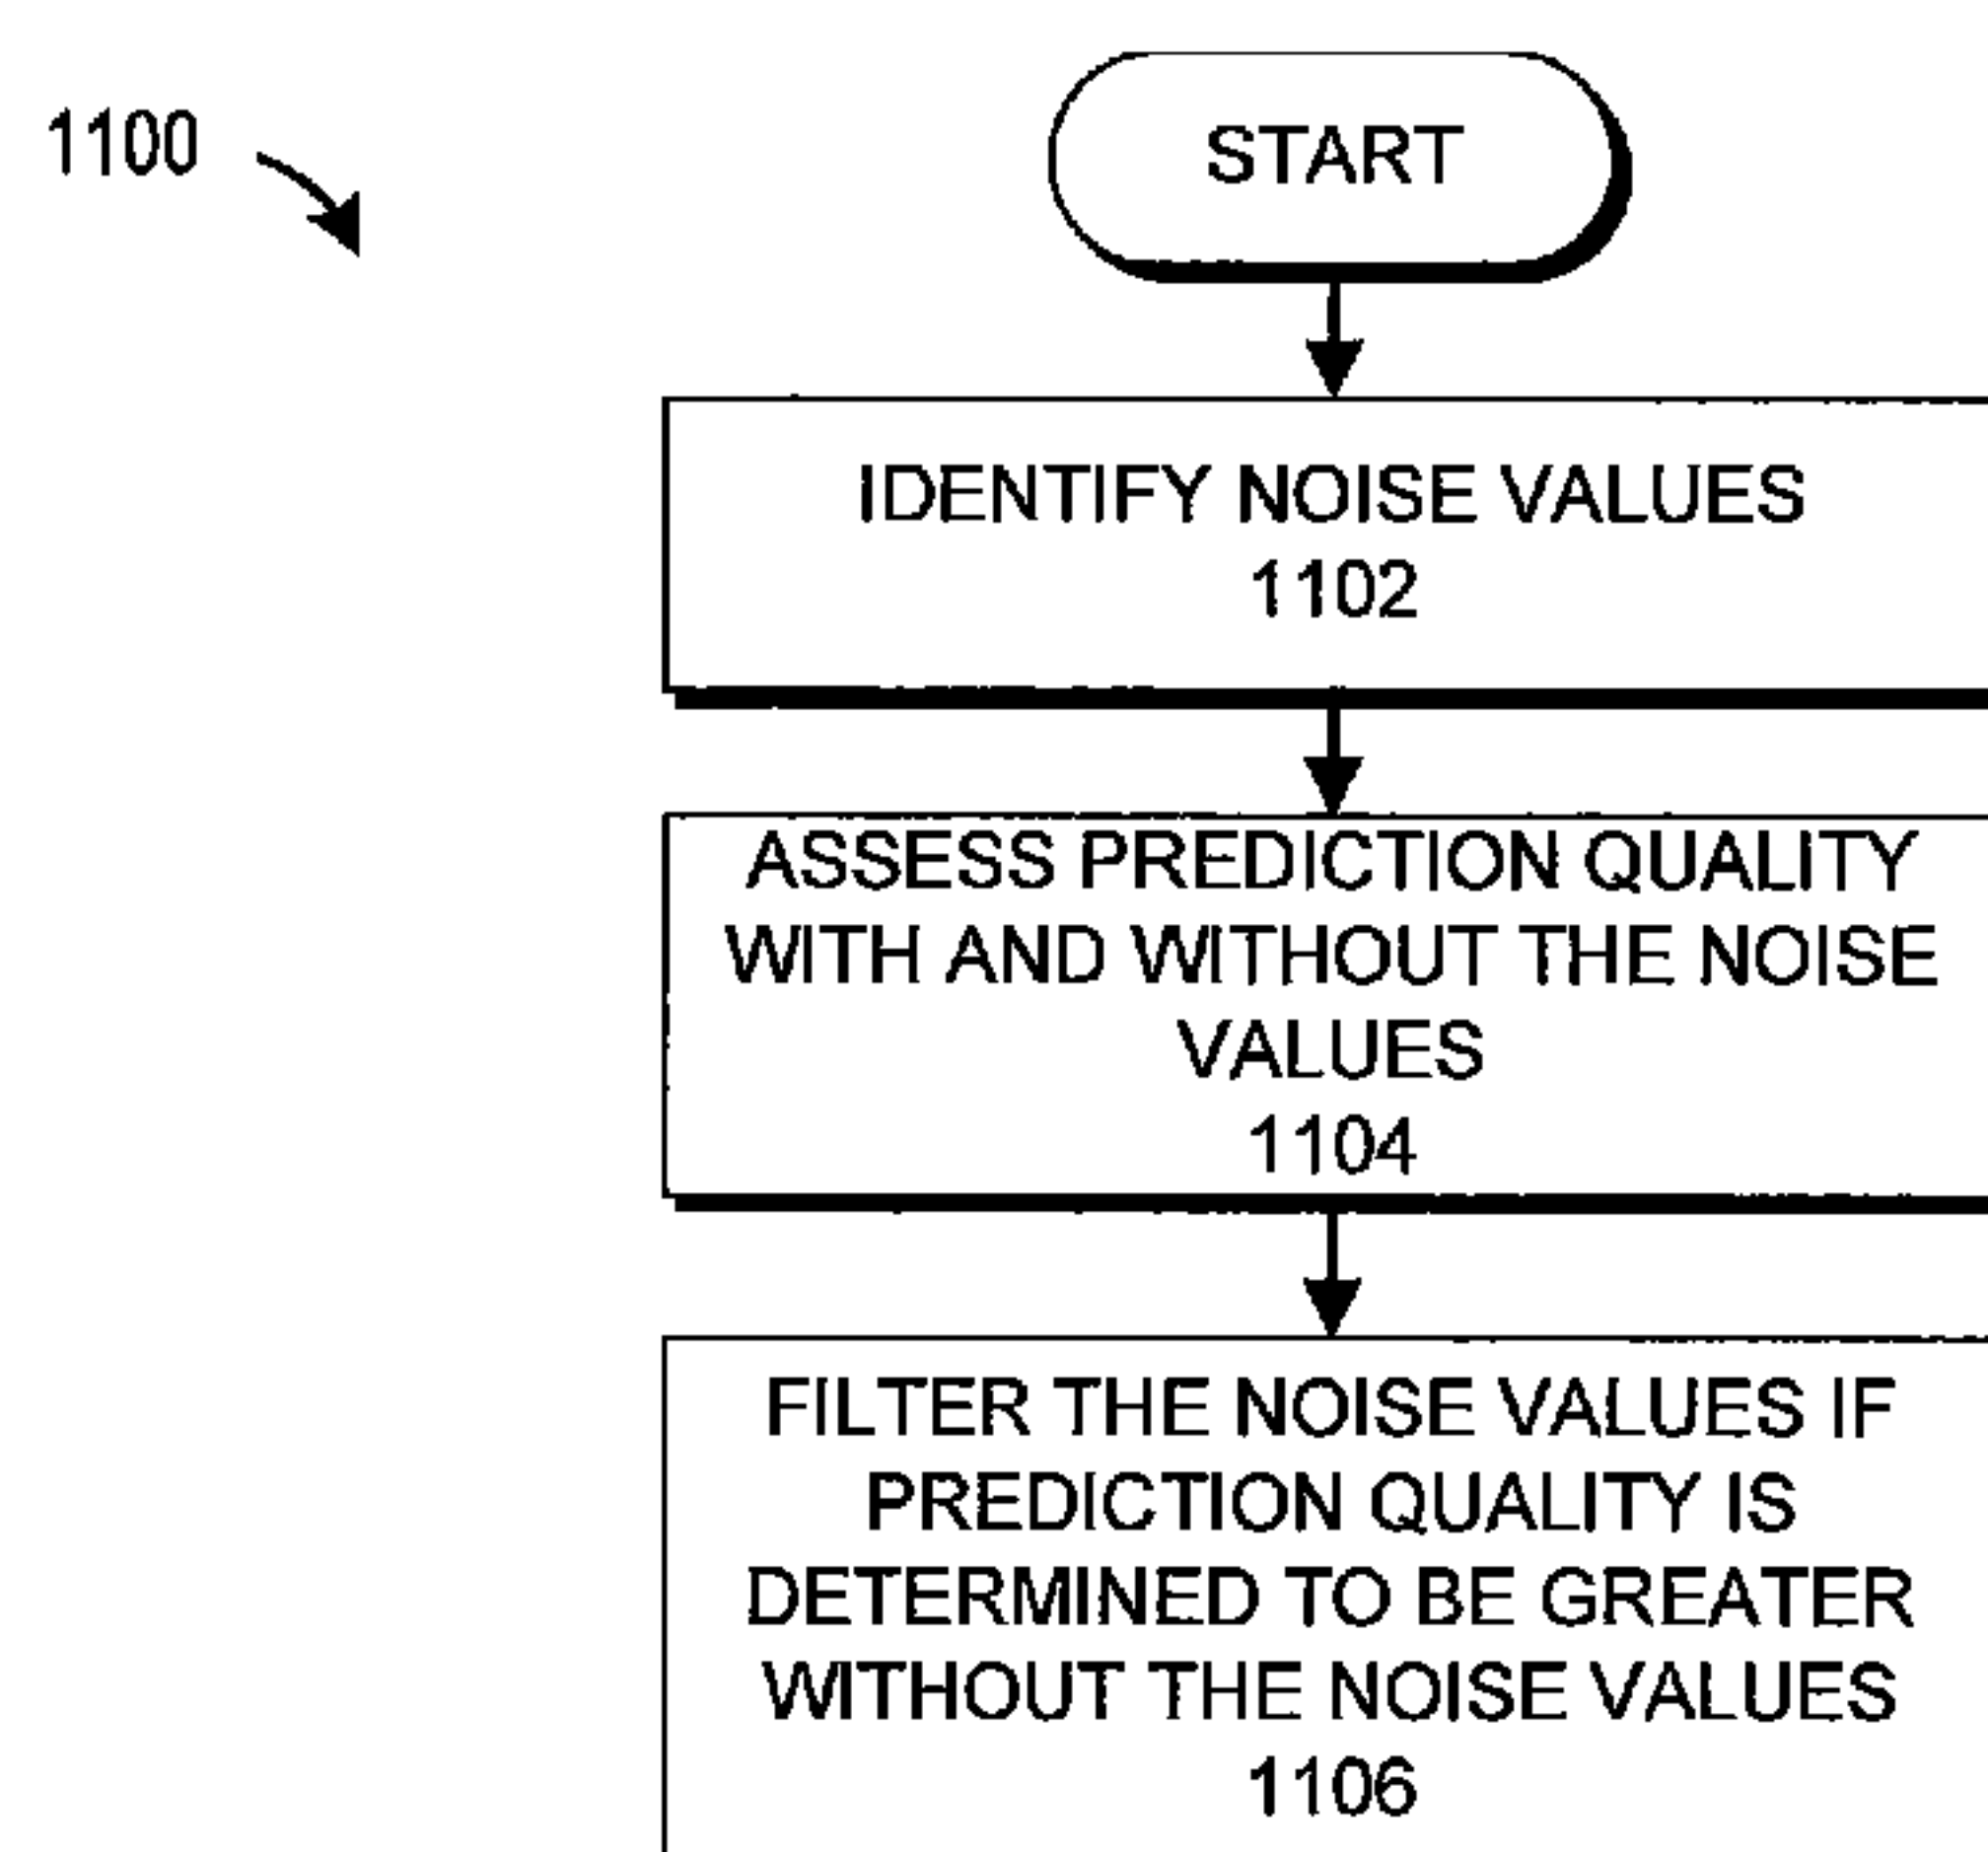 1100
START
IDENTIFY NOISE VALUES
1102
ASSESS PREDICTION QUALITY
WITH AND WITHOUT THE NOISE
VALUES
1104
FILTER THE NOISE VALUES IF
PREDICTION QUALITY IS
DETERMINED TO BE GREATER
WITHOUT THE NOISE VALUES
1106